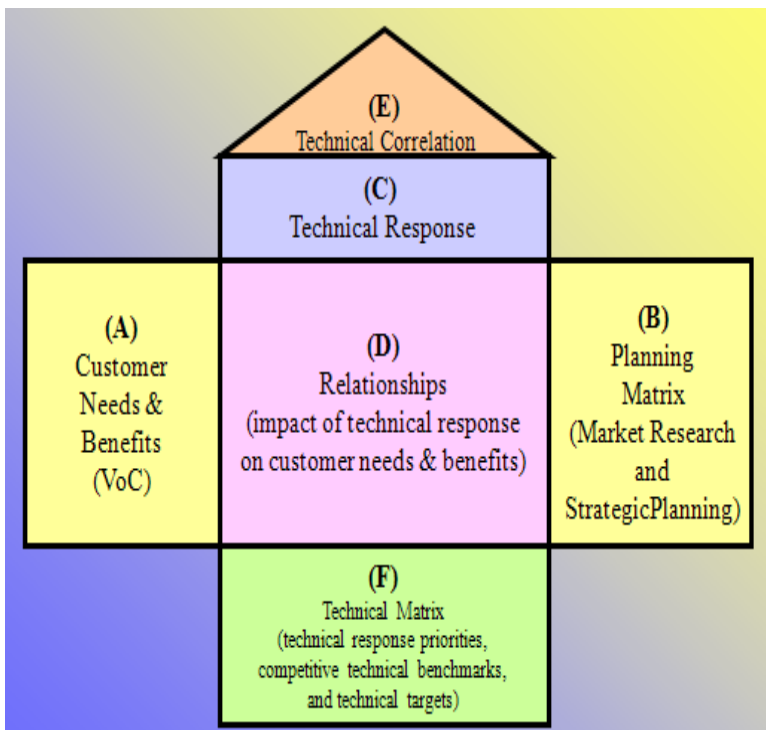 (E)
Technical Correlation
(C)
Technical Response
(A)
Customer
Needs &
Benefits
(VoC)
(D)
Relationships
(impact of technical response
on customer needs & benefits)
(B)
Planning
Matrix
(Market Research
and
StrategicPlanning)
(F)
Technical Matrix
(technical response priorities,
competitive technical benchmarks,
and technical targets)